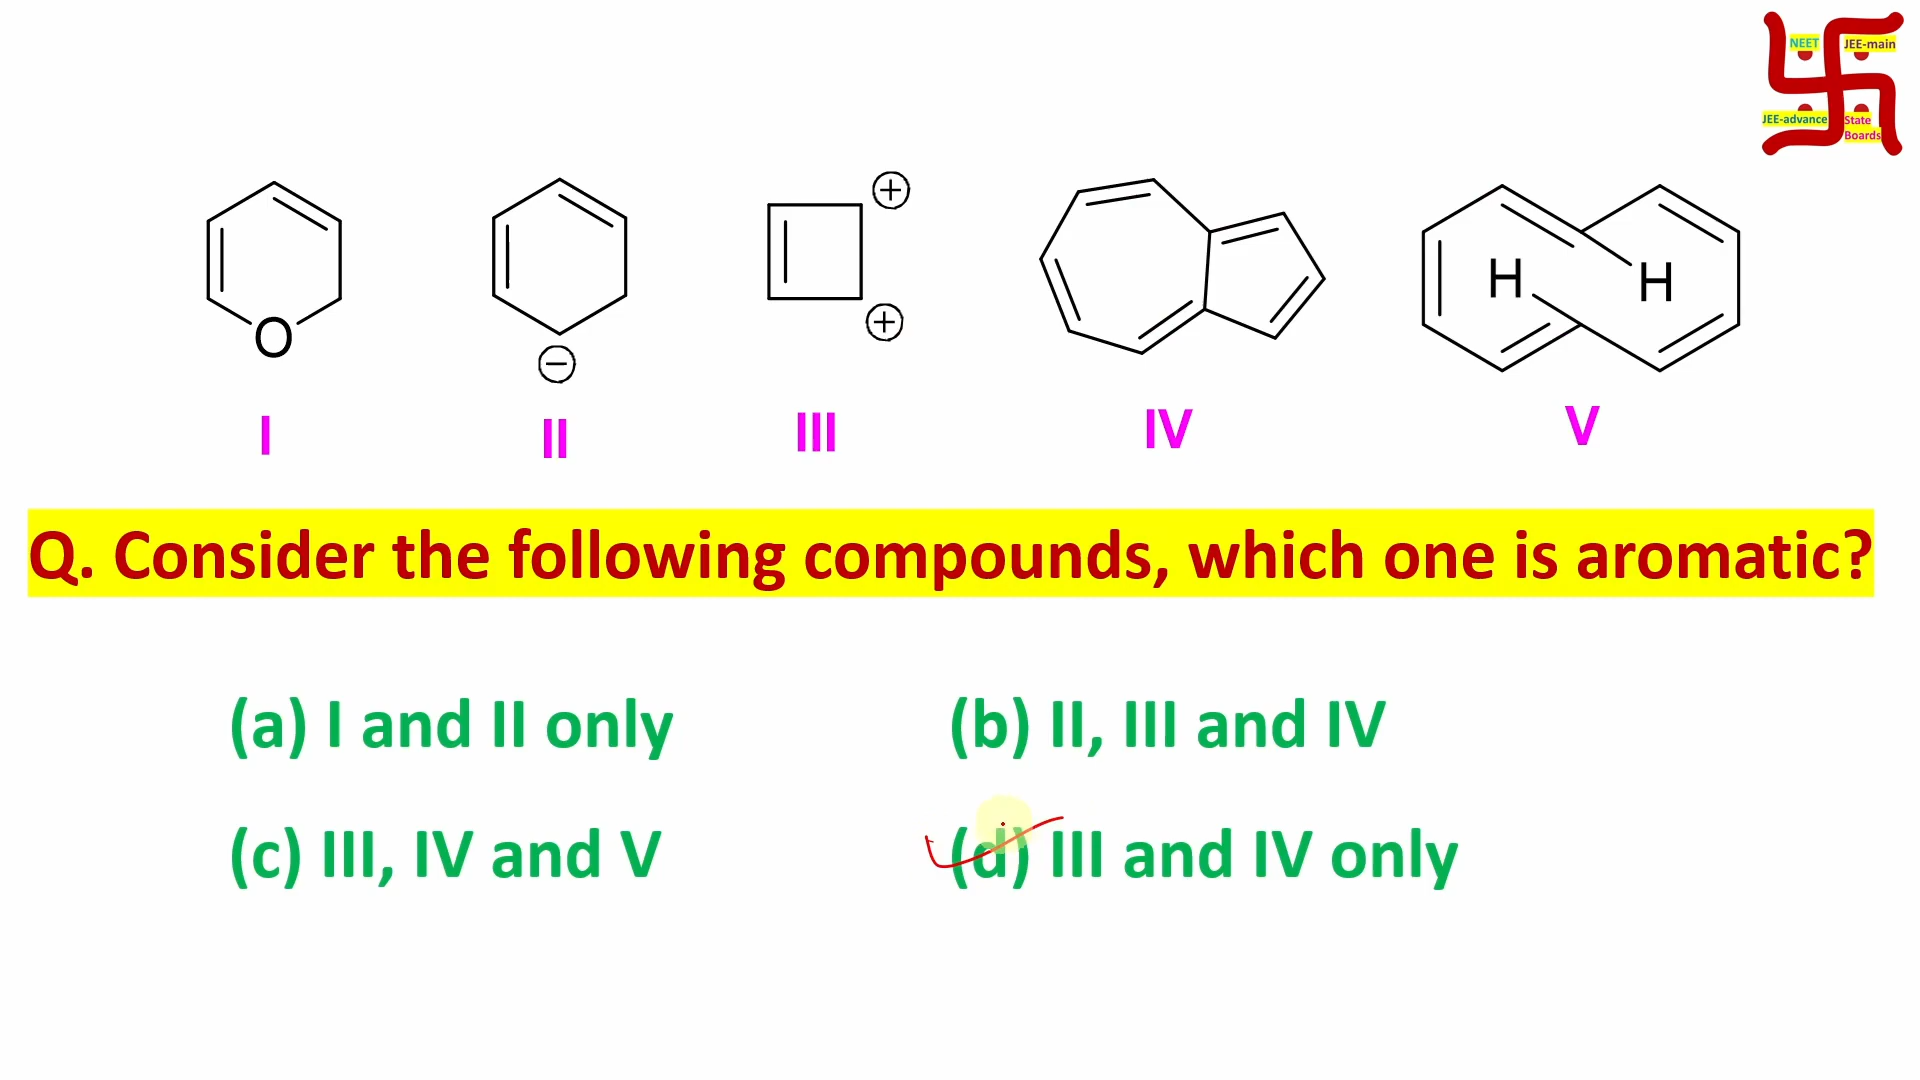 NEET JEE-main
JEE-advance State
Boards
⊕
H H
⊕
O
⊖
I II III IV V
Q. Consider the following compounds, which one is aromatic?
(a) I and II only (b) II, III and IV
(c) III, IV and V (d) III and IV only